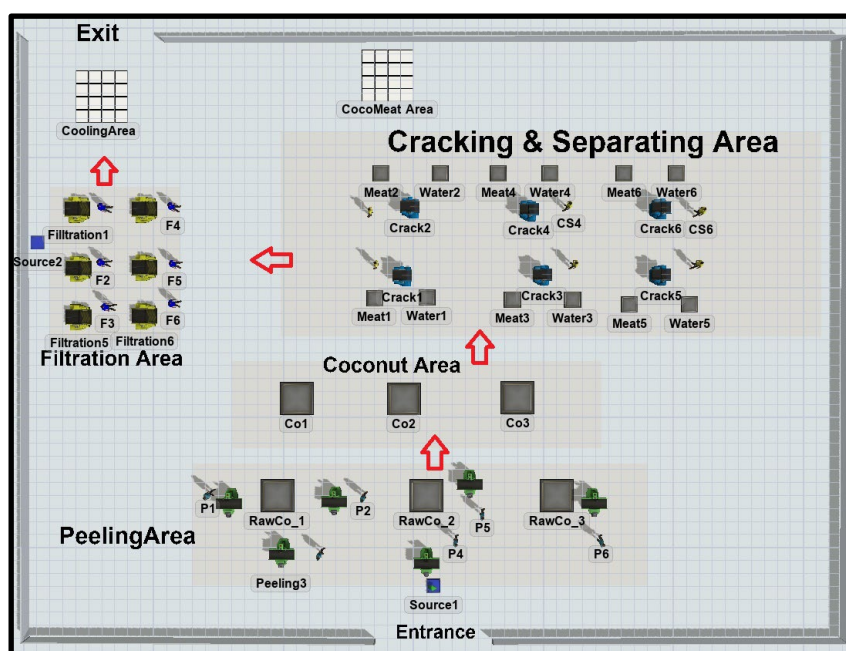 Exit
CocoMeat Area
CoolingArea
Cracking & Separating Area
Meat2
Water2
Meat4
Water4
Meat6
Water6
Crack2
Crack4
CS4
Crack6
CS6
Filltration1
F4
Source2
F2
F5
Crack1
Crack3
Crack5
Meat1
Water1
Meat3
Water3
Meat5
Water5
F3
F6
Filtration5
Filtration6
Filtration Area
Coconut Area
Co1
Co2
Co3
P1
RawCo_1
P2
RawCo_2
P5
RawCo_3
PeelingArea
P4
P6
Peeling3
Source1
Entrance